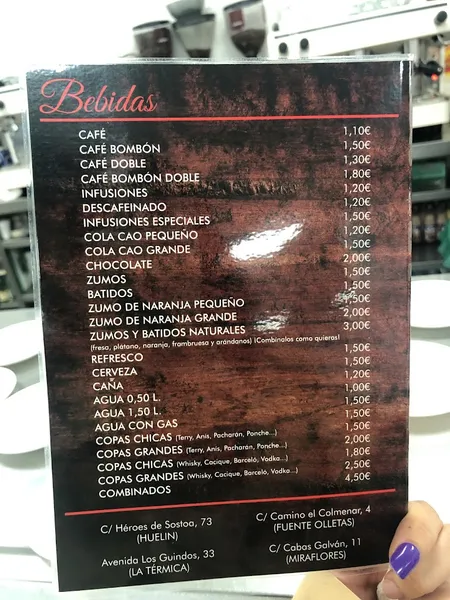 Bebidas
CAFÉ 1,10€
CAFÉ BOMBÓN 1,50€
CAFÉ DOBLE 1,30€
CAFÉ BOMBÓN DOBLE 1,80€
INFUSIONES 1,20€
DESCAFEINADO 1,20€
INFUSIONES ESPECIALES 1,50€
COLA CAO PEQUEÑO 1,20€
COLA CAO GRANDE 1,50€
CHOCOLATE 2,00€
ZUMOS 1,50€
BATIDOS 1,50€
ZUMO DE NARANJA PEQUEÑO
ZUMO DE NARANJA GRANDE 2,00€
ZUMOS Y BATIDOS NATURALES 3,00€
(fresa, plátano, naranja, frambruesa y arándanos) ¡Combinalos como quieras!
REFRESCO 1,50€
CERVEZA 1,50€
CAÑA 1,20€
AGUA 0,50 L. 1,00€
AGUA 1,50 L. 1,50€
AGUA CON GAS 1,50€
COPAS CHICAS (Terry, Anis, Pacharán, Ponche...) 1,50€
COPAS GRANDES (Terry, Anis, Pacharán, Ponche...) 2,00€
COPAS CHICAS (Whisky, Cacique, Barceló, Vodka...) 1,80€
COPAS GRANDES (Whisky, Cacique, Barceló, Vodka...) 2,50€
COMBINADOS 4,50€
C/ Héroes de Sostoa, 73
(HUELIN)
C/ Camino el Colmenar, 4
(FUENTE OLLETAS)
Avenida Los Guindos, 33
(LA TÉRMICA)
C/ Cabas Galván, 11
(MIRAFLORES)